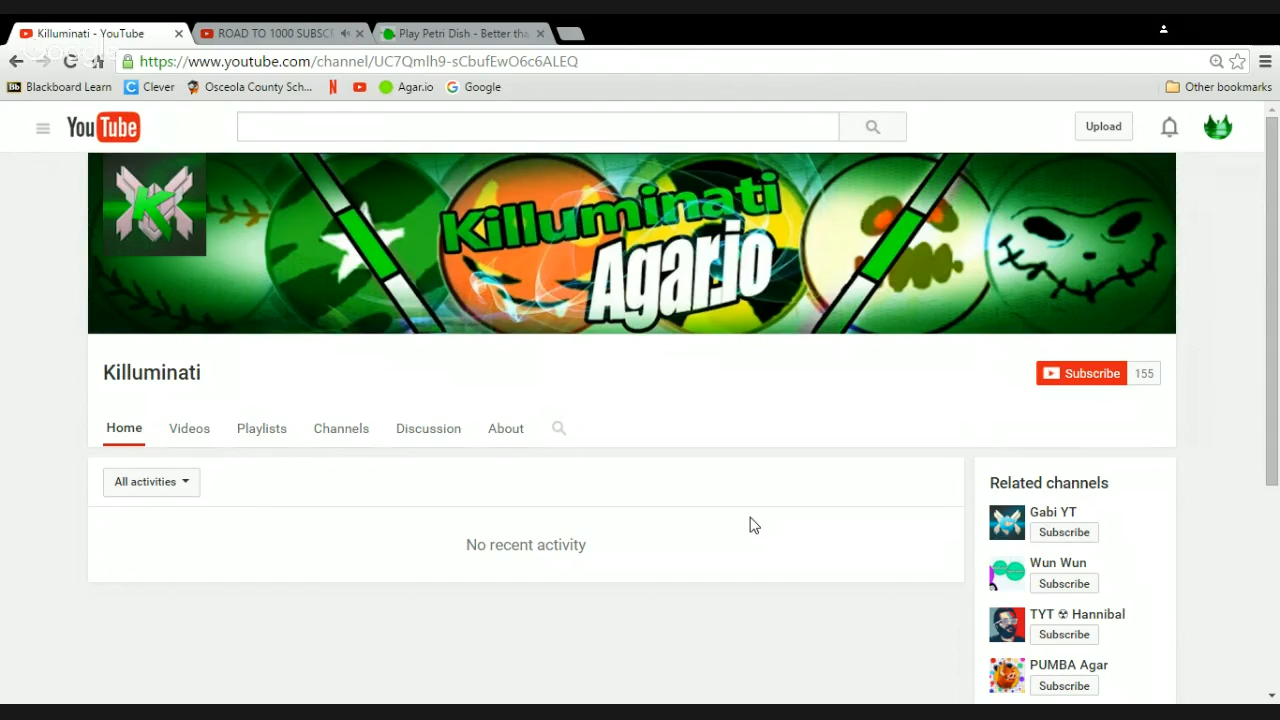 Killuminati - YouTube
ROAD TO 1000 SUBSCR
Play Petri Dish - Better tha
https://www.youtube.com/channel/UC7Qmlh9-sCbufEwO6c6ALEQ
Bb Blackboard Learn
C Clever
Osceola County Sch...
N
Agar.io
G Google
Other bookmarks
YouTube
Upload
K
Killuminati
Agar.io
Killuminati
Subscribe 155
Home Videos Playlists Channels Discussion About
All activities
No recent activity
Related channels
Gabi YT
Subscribe
Wun Wun
Subscribe
TYT ☢ Hannibal
Subscribe
PUMBA Agar
Subscribe